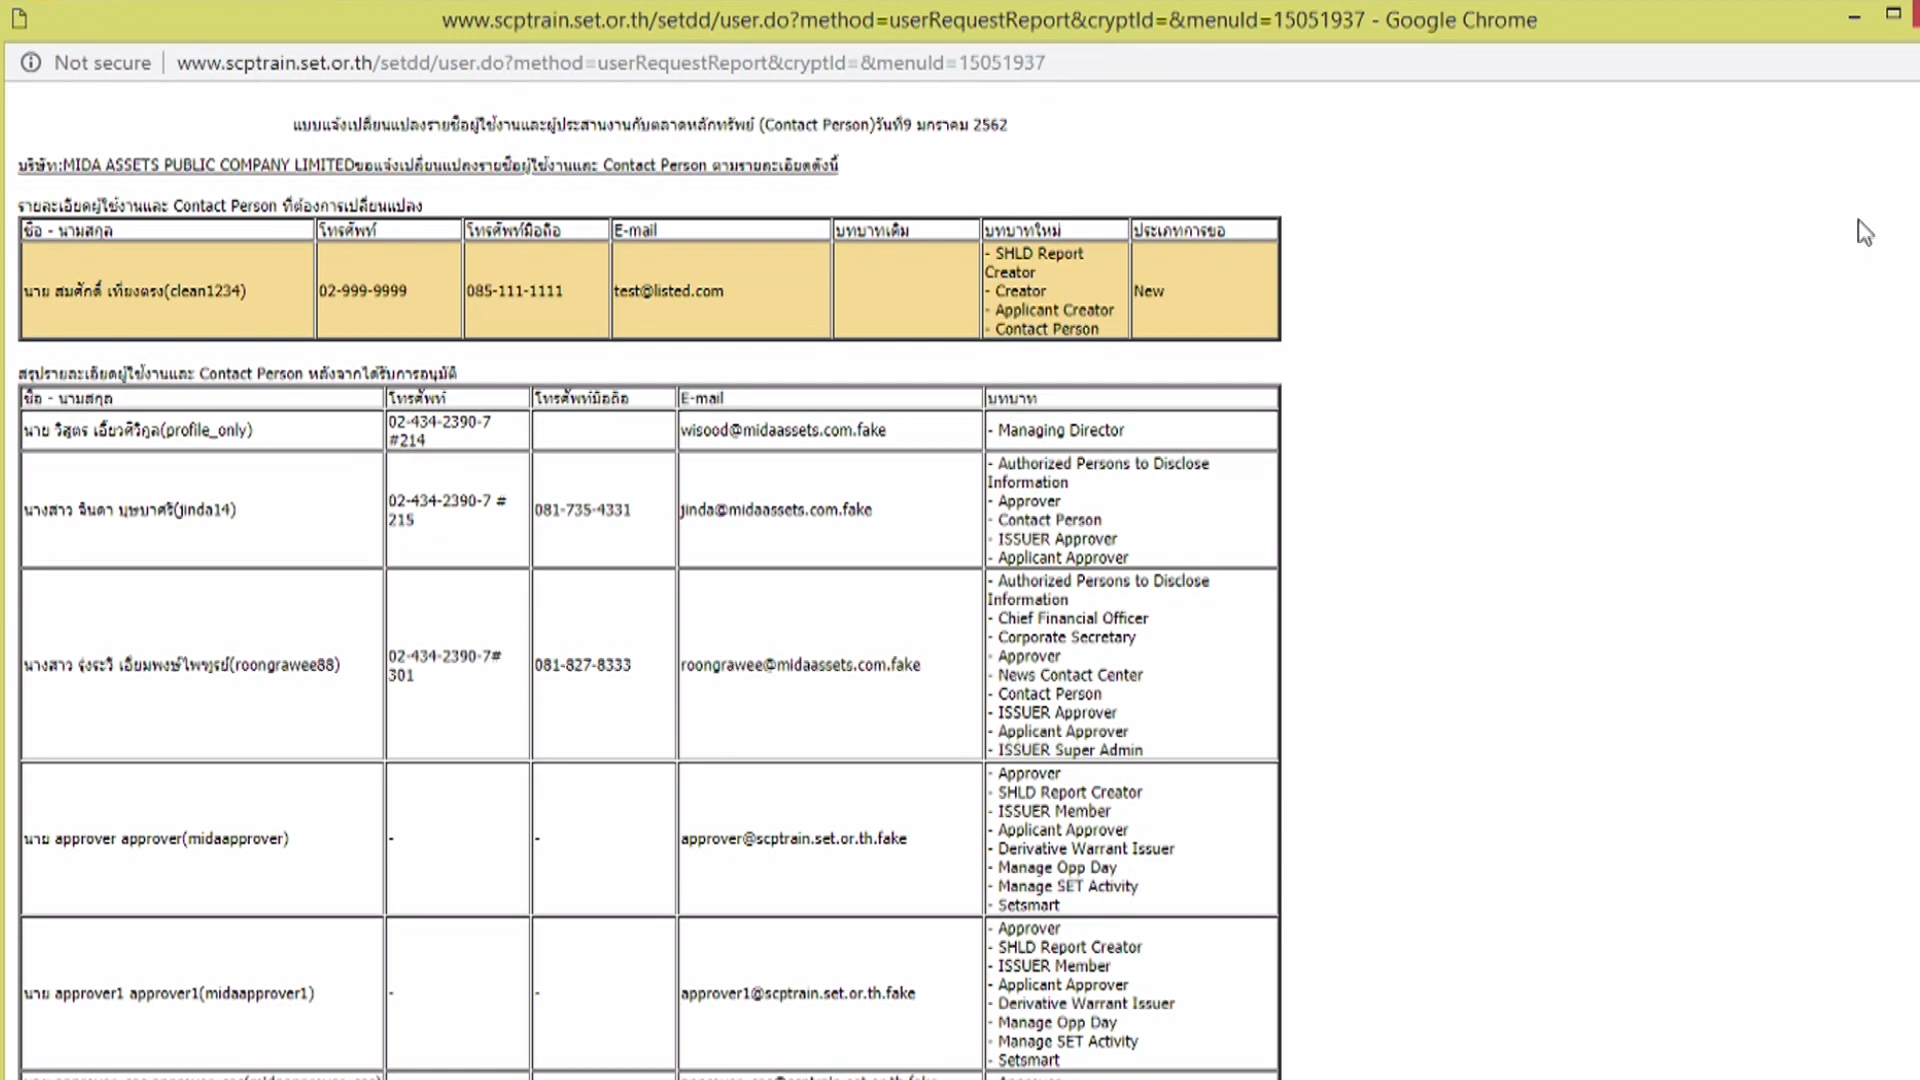 www.scptrain.set.or.th/setdd/user.do?method=userRequestReport&cryptId=&menuId=15051937 - Google Chrome
Not secure www.scptrain.set.or.th/setdd/user.do?method=userRequestReport&cryptId=&menuId=15051937
แบบแจ้งเปลี่ยนแปลงรายชื่อผู้ใช้งานและผู้ประสานงานกับตลาดหลักทรัพย์ (Contact Person)วันที่9 มกราคม 2562
บริษัท:MIDA ASSETS PUBLIC COMPANY LIMITEDขอแจ้งเปลี่ยนแปลงรายชื่อผู้ใช้งานและ Contact Person ตามรายละเอียดดังนี้
รายละเอียดผู้ใช้งานและ Contact Person ที่ต้องการเปลี่ยนแปลง
ชื่อ - นามสกุล โทรศัพท์ โทรศัพท์มือถือ E-mail บทบาทเดิม บทบาทใหม่ ประเภทการขอ
นาย สมศักดิ์ เที่ยงตรง(clean1234) 02-999-9999 085-111-1111 test@listed.com
- SHLD Report
Creator
- Creator
- Applicant Creator
- Contact Person
New
สรุปรายละเอียดผู้ใช้งานและ Contact Person หลังจากได้รับการอนุมัติ
ชื่อ - นามสกุล โทรศัพท์ โทรศัพท์มือถือ E-mail บทบาท
นาย วิสูตร เอี้ยวศิวิกูล(profile_only)
02-434-2390-7
#214
wisood@midaassets.com.fake
- Managing Director
นางสาว จินดา บุษบาศรี(jinda14)
02-434-2390-7 #
215
081-735-4331
jinda@midaassets.com.fake
- Authorized Persons to Disclose
Information
- Approver
- Contact Person
- ISSUER Approver
- Applicant Approver
นางสาว รุ่งระวี เอี่ยมพงษ์ไพฑูรย์(roongrawee88)
02-434-2390-7#
301
081-827-8333
roongrawee@midaassets.com.fake
- Authorized Persons to Disclose
Information
- Chief Financial Officer
- Corporate Secretary
- Approver
- News Contact Center
- Contact Person
- ISSUER Approver
- Applicant Approver
- ISSUER Super Admin
นาย approver approver(midaapprover) - - approver@scptrain.set.or.th.fake
- Approver
- SHLD Report Creator
- ISSUER Member
- Applicant Approver
- Derivative Warrant Issuer
- Manage Opp Day
- Manage SET Activity
- Setsmart
นาย approver1 approver1(midaapprover1) - - approver1@scptrain.set.or.th.fake
- Approver
- SHLD Report Creator
- ISSUER Member
- Applicant Approver
- Derivative Warrant Issuer
- Manage Opp Day
- Manage SET Activity
- Setsmart